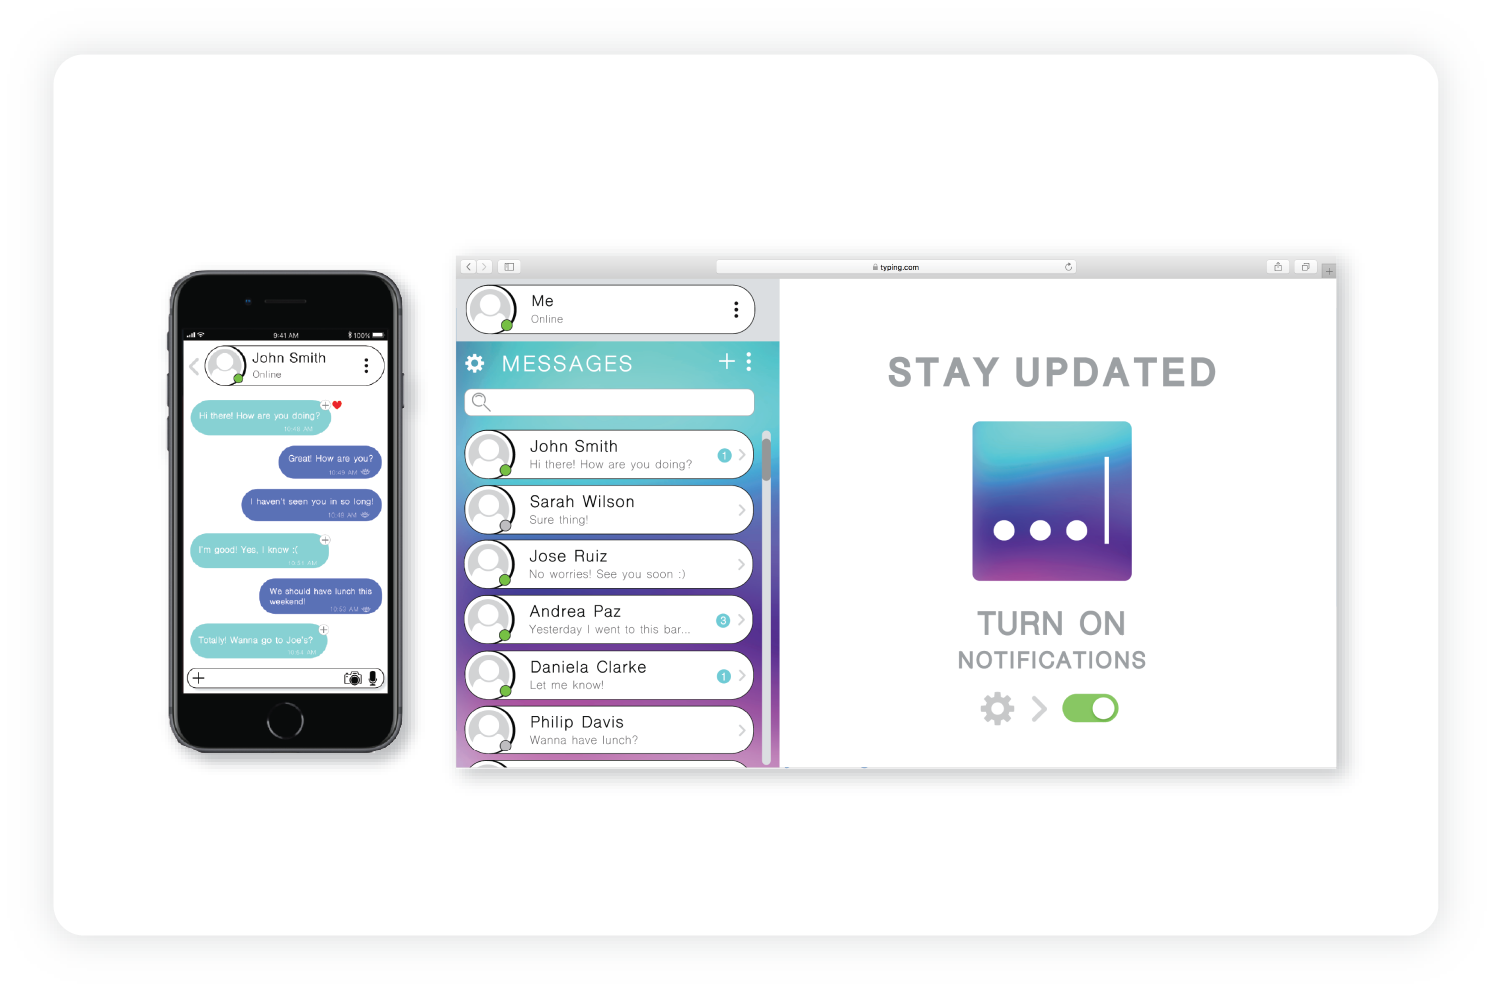 9:41 AM
100%
John Smith
Online
Hi there! How are you doing?
10:48 AM
Great! How are you?
10:49 AM
I haven't seen you in so long!
10:49 AM
I'm good! Yes, I know :(
10:51 AM
We should have lunch this
weekend!
10:53 AM
Totally! Wanna go to Joe's?
typing.com
Me
Online
MESSAGES
John Smith
Hi there! How are you doing?
1
Sarah Wilson
Sure thing!
Jose Ruiz
No worries! See you soon :)
Andrea Paz
Yesterday I went to this bar...
3
Daniela Clarke
Let me know!
1
Philip Davis
Wanna have lunch?
STAY UPDATED
TURN ON
NOTIFICATIONS